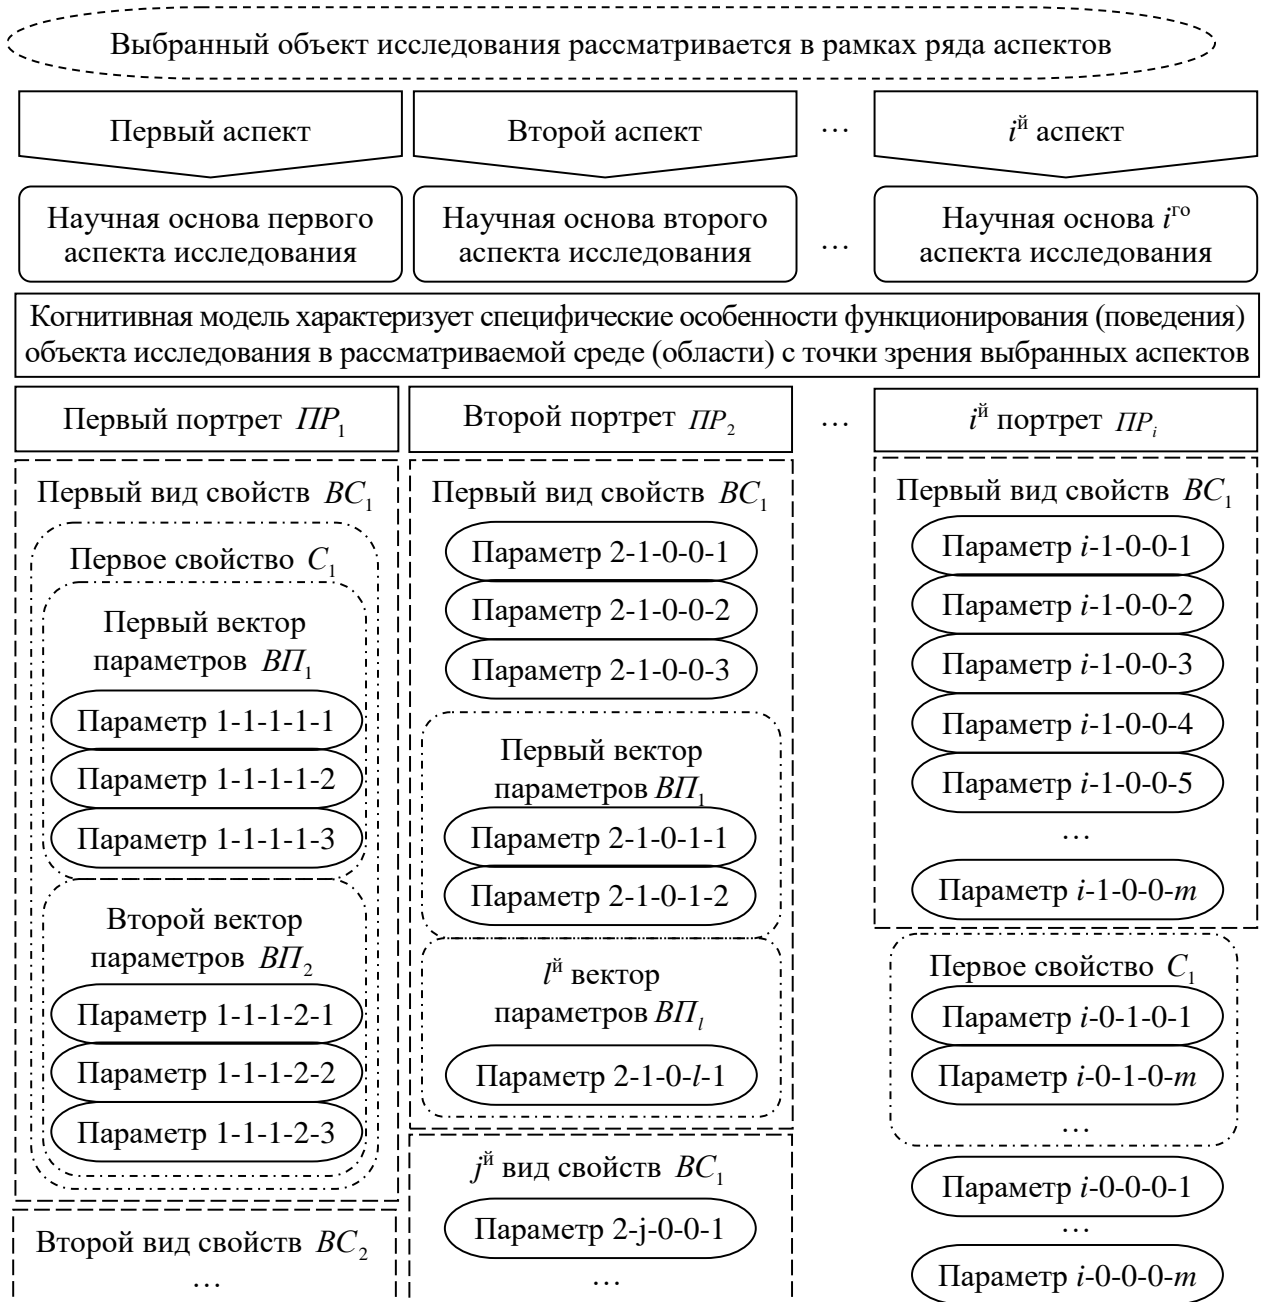 Выбранный объект исследования рассматривается в рамках ряда аспектов
Первый аспект
Второй аспект
…
iй аспект
Научная основа первого
аспекта исследования
Научная основа второго
аспекта исследования
…
Научная основа iго
аспекта исследования
Когнитивная модель характеризует специфические особенности функционирования (поведения)
объекта исследования в рассматриваемой среде (области) с точки зрения выбранных аспектов
Первый портрет ПР1
Второй портрет ПР2
…
iй портрет ПРi
Первый вид свойств ВС1
Первое свойство С1
Первый вектор
параметров ВП1
Параметр 1-1-1-1-1
Параметр 1-1-1-1-2
Параметр 1-1-1-1-3
Второй вектор
параметров ВП2
Параметр 1-1-1-2-1
Параметр 1-1-1-2-2
Параметр 1-1-1-2-3
Второй вид свойств ВС2
…
Первый вид свойств ВС1
Параметр 2-1-0-0-1
Параметр 2-1-0-0-2
Параметр 2-1-0-0-3
Первый вектор
параметров ВП1
Параметр 2-1-0-1-1
Параметр 2-1-0-1-2
lй вектор
параметров ВПl
Параметр 2-1-0-l-1
jй вид свойств ВС1
Параметр 2-j-0-0-1
…
Первый вид свойств ВС1
Параметр i-1-0-0-1
Параметр i-1-0-0-2
Параметр i-1-0-0-3
Параметр i-1-0-0-4
Параметр i-1-0-0-5
…
Параметр i-1-0-0-m
Первое свойство С1
Параметр i-0-1-0-1
Параметр i-0-1-0-m
…
Параметр i-0-0-0-1
…
Параметр i-0-0-0-m